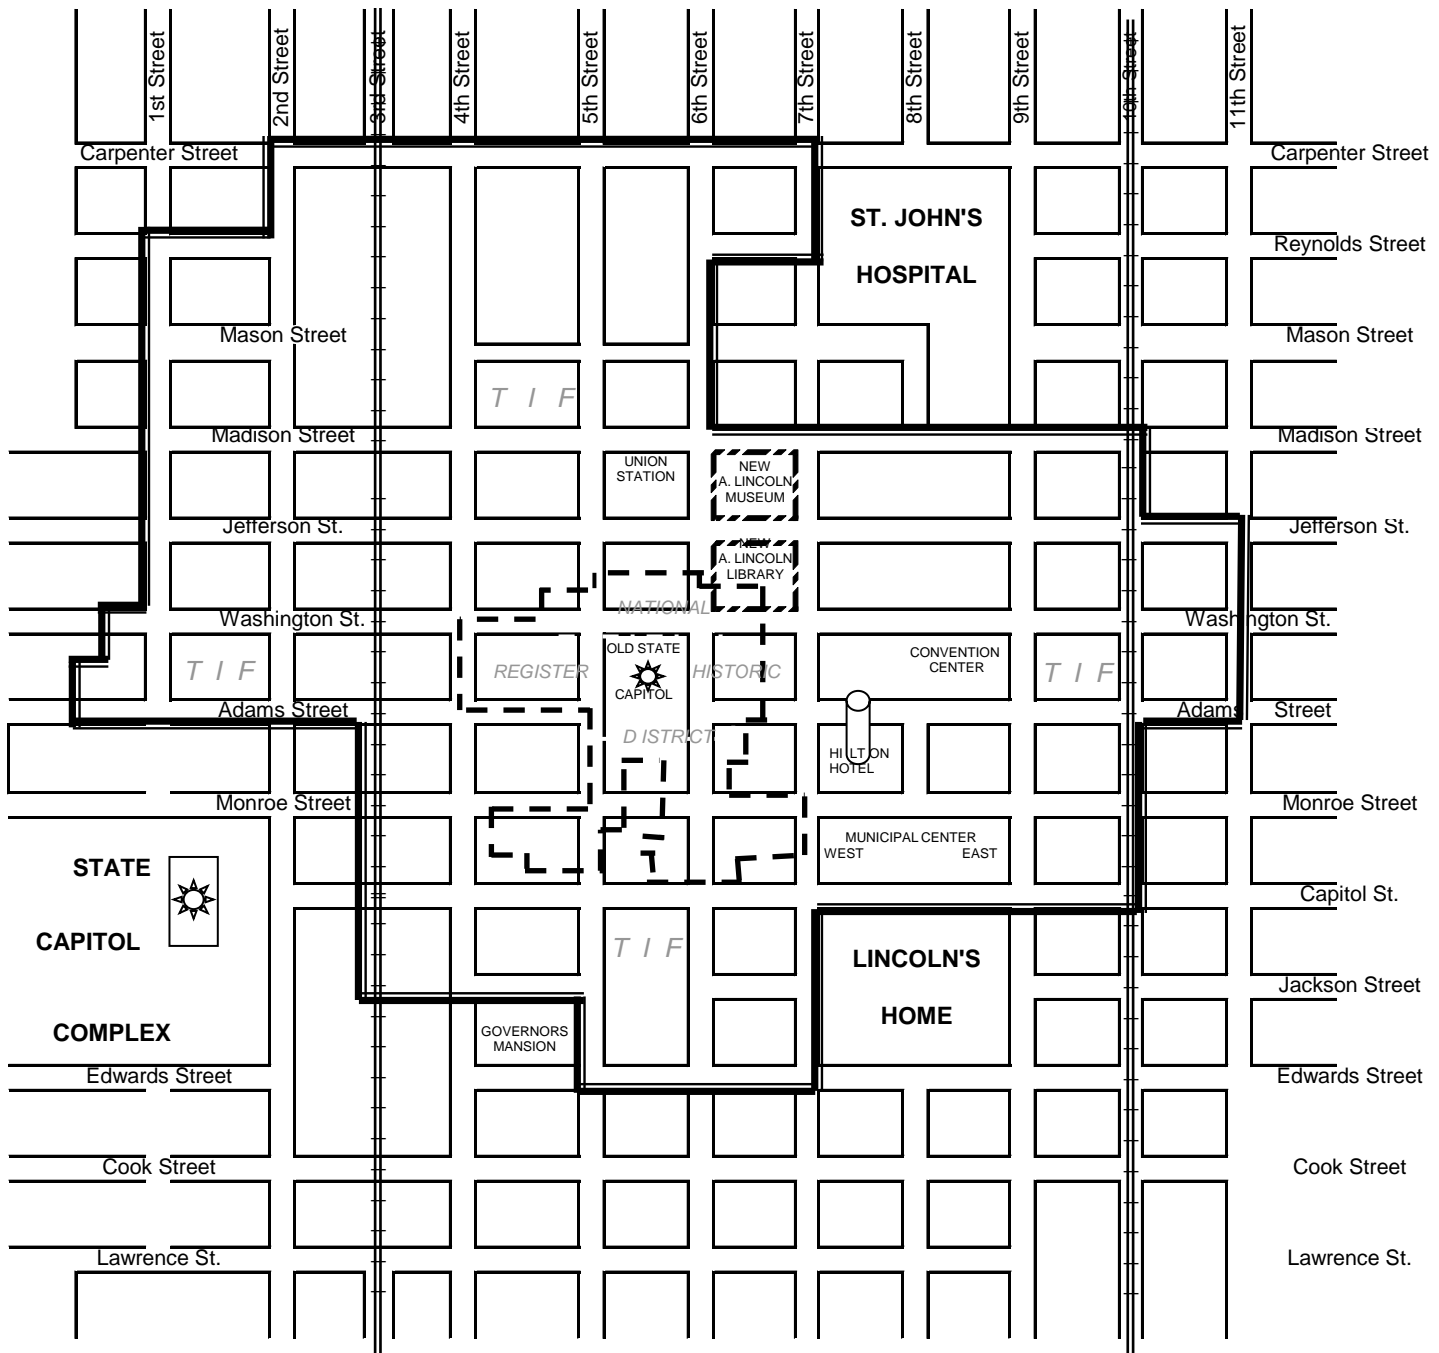 1st Street
2nd Street
3rd Street
4th Street
5th Street
6th Street
7th Street
8th Street
9th Street
10th Street
11th Street
Carpenter Street
Carpenter Street
ST. JOHN'S
HOSPITAL
Reynolds Street
Mason Street
Mason Street
T I F
Madison Street
Madison Street
UNION
STATION
NEW
A. LINCOLN
MUSEUM
Jefferson St.
Jefferson St.
NEW
A. LINCOLN
LIBRARY
NATIONAL
Washington St.
Washington St.
T I F
REGISTER
OLD STATE
CAPITOL
HISTORIC
CONVENTION
CENTER
T I F
Adams Street
Adams Street
D ISTRICT
HI LT ON
HOTEL
Monroe Street
Monroe Street
MUNICIPAL CENTER
WEST EAST
STATE
CAPITOL
COMPLEX
Capitol St.
T I F
LINCOLN'S
HOME
Jackson Street
GOVERNORS
MANSION
Edwards Street
Edwards Street
Cook Street
Cook Street
Lawrence St.
Lawrence St.